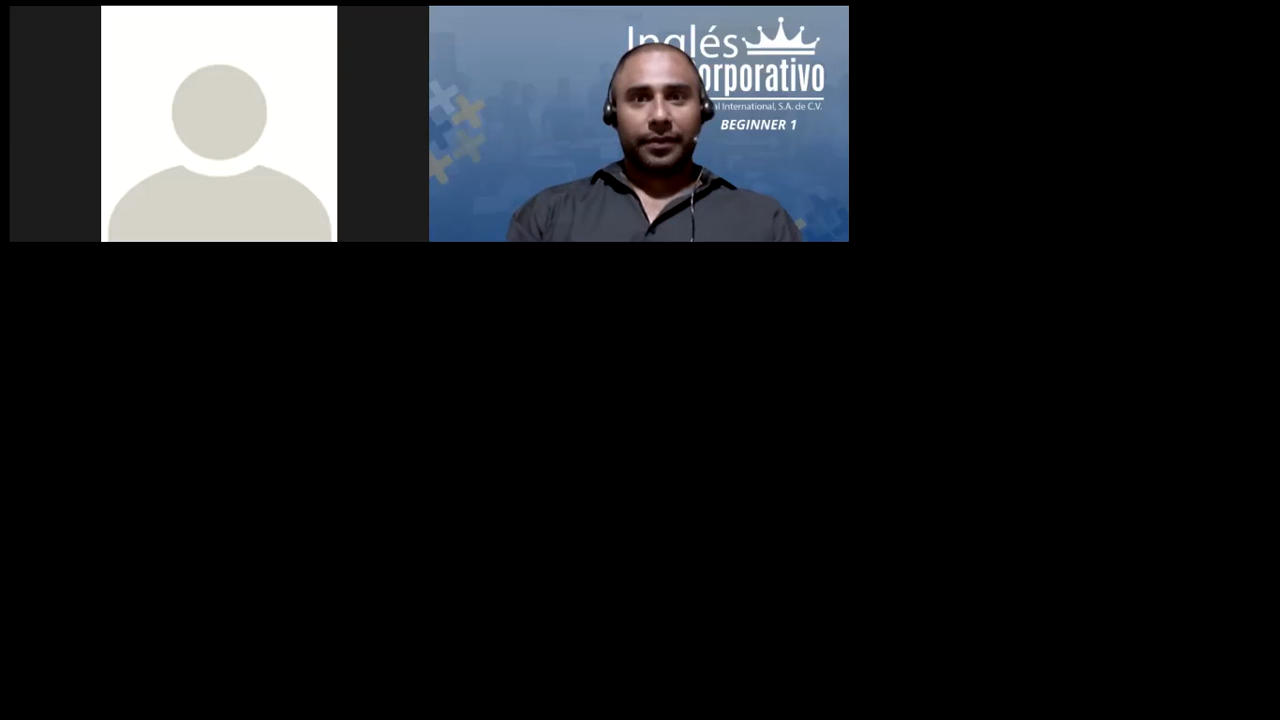 Inglés
orporativo
al International, S.A. de C.V.
BEGINNER 1